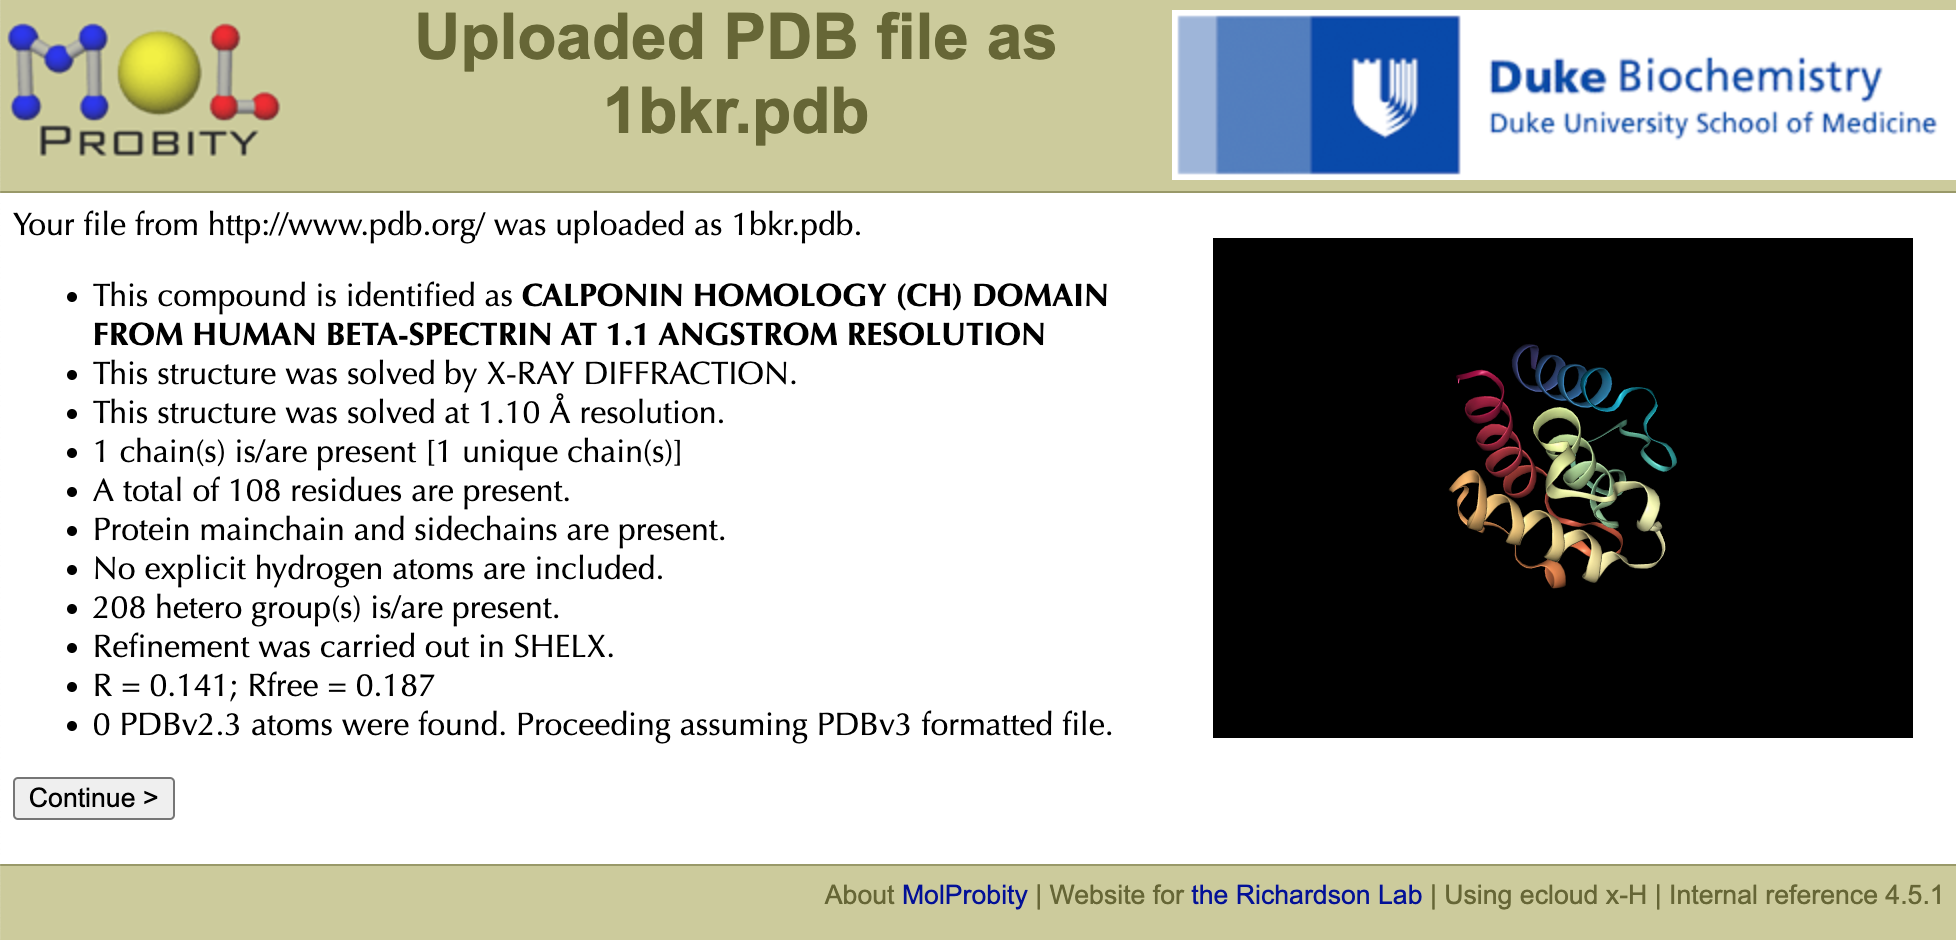 MOL
PROBITY
Uploaded PDB file as
1bkr.pdb
Duke Biochemistry
Duke University School of Medicine
Your file from http://www.pdb.org/ was uploaded as 1bkr.pdb.
• This compound is identified as CALPONIN HOMOLOGY (CH) DOMAIN
FROM HUMAN BETA-SPECTRIN AT 1.1 ANGSTROM RESOLUTION
• This structure was solved by X-RAY DIFFRACTION.
• This structure was solved at 1.10 Å resolution.
• 1 chain(s) is/are present [1 unique chain(s)]
• A total of 108 residues are present.
• Protein mainchain and sidechains are present.
• No explicit hydrogen atoms are included.
• 208 hetero group(s) is/are present.
• Refinement was carried out in SHELX.
• R = 0.141; Rfree = 0.187
• 0 PDBv2.3 atoms were found. Proceeding assuming PDBv3 formatted file.
Continue >
About MolProbity | Website for the Richardson Lab | Using ecloud x-H | Internal reference 4.5.1